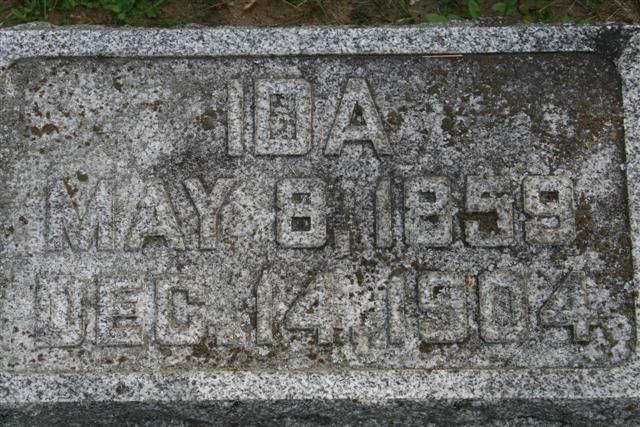 IDA
MAY 8, 1859
DEC. 14, 1904